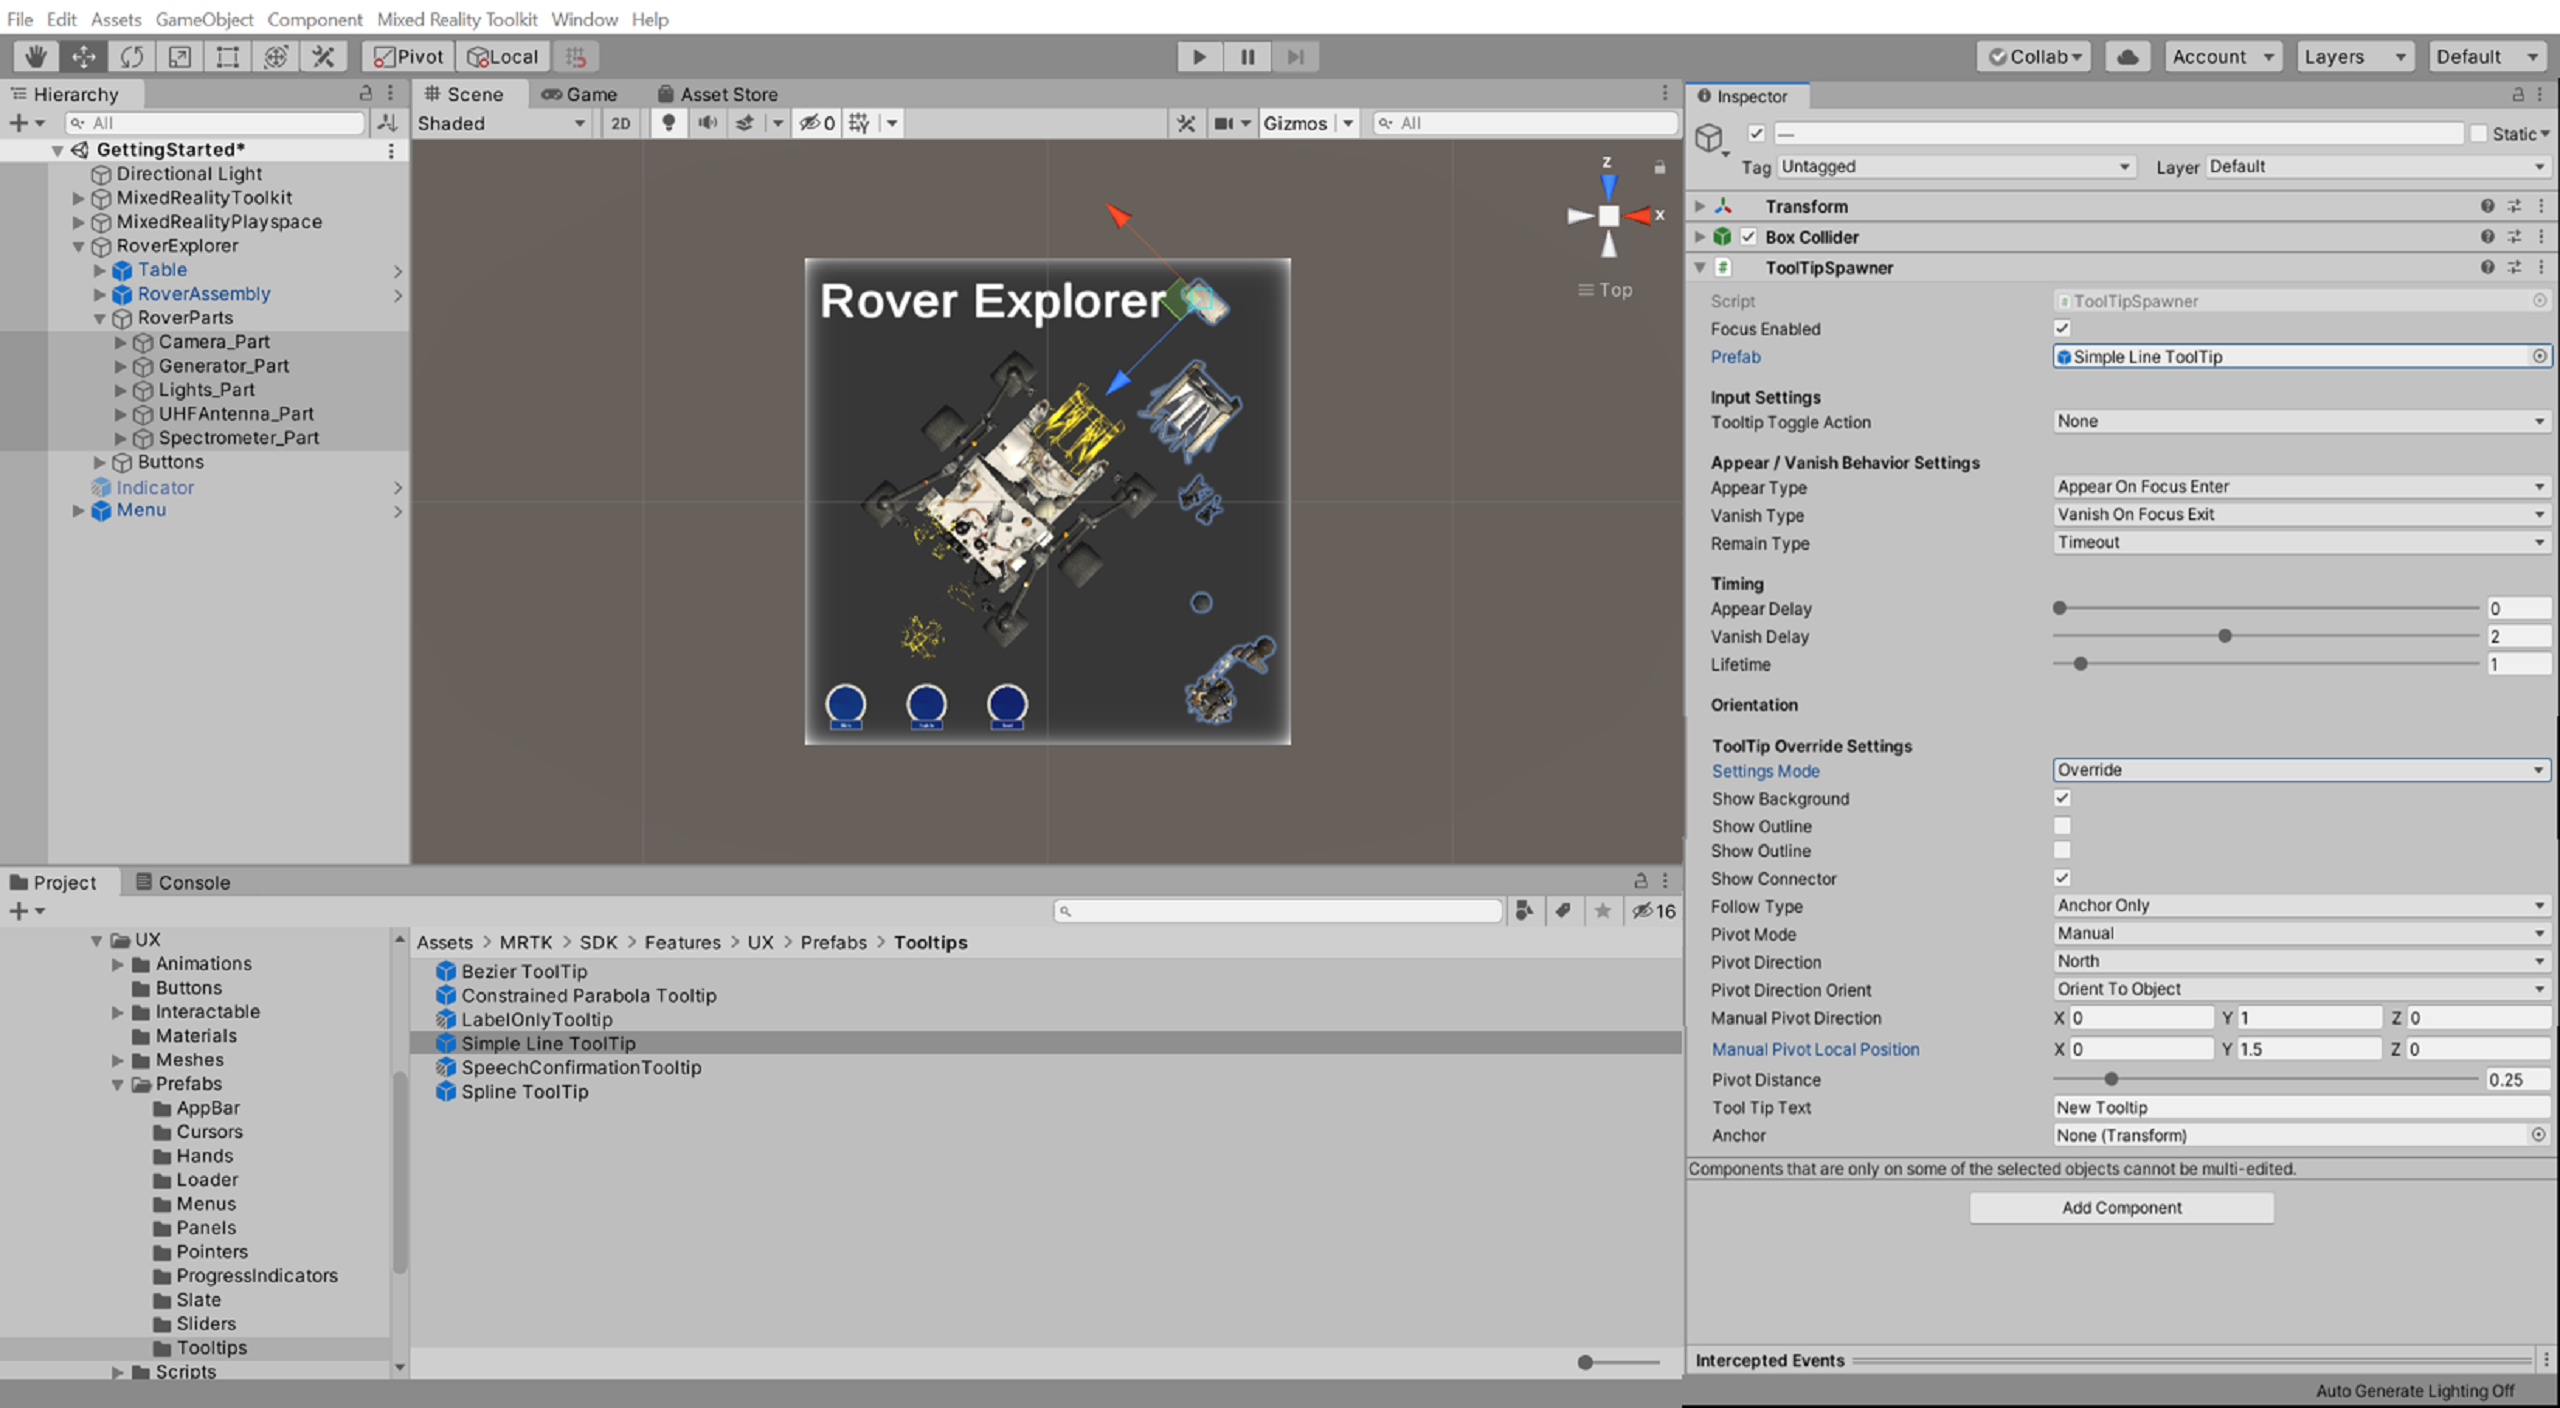 File Edit Assets GameObject Component Mixed Reality Toolkit Window Help
Pivot Local Collab Account Layers Default
Hierarchy
All
GettingStarted*
Directional Light
MixedRealityToolkit
MixedRealityPlayspace
RoverExplorer
Table
RoverAssembly
RoverParts
Camera_Part
Generator_Part
Lights_Part
UHFAntenna_Part
Spectrometer_Part
Buttons
Indicator
Menu
Scene Game Asset Store
Shaded 2D 0 Gizmos All
z
x
Top
Rover Explorer
Project Console
16
UX
Animations
Buttons
Interactable
Materials
Meshes
Prefabs
AppBar
Cursors
Hands
Loader
Menus
Panels
Pointers
ProgressIndicators
Slate
Sliders
Tooltips
Scripts
Assets > MRTK > SDK > Features > UX > Prefabs > Tooltips
Bezier ToolTip
Constrained Parabola Tooltip
LabelOnlyTooltip
Simple Line ToolTip
SpeechConfirmationTooltip
Spline ToolTip
Inspector
— Static
Tag Untagged Layer Default
Transform
Box Collider
# ToolTipSpawner
Script # ToolTipSpawner
Focus Enabled
Prefab Simple Line ToolTip
Input Settings
Tooltip Toggle Action None
Appear / Vanish Behavior Settings
Appear Type Appear On Focus Enter
Vanish Type Vanish On Focus Exit
Remain Type Timeout
Timing
Appear Delay 0
Vanish Delay 2
Lifetime 1
Orientation
ToolTip Override Settings
Settings Mode Override
Show Background
Show Outline
Show Outline
Show Connector
Follow Type Anchor Only
Pivot Mode Manual
Pivot Direction North
Pivot Direction Orient Orient To Object
Manual Pivot Direction X 0 Y 1 Z 0
Manual Pivot Local Position X 0 Y 1.5 Z 0
Pivot Distance 0.25
Tool Tip Text New Tooltip
Anchor None (Transform)
Components that are only on some of the selected objects cannot be multi-edited.
Add Component
Intercepted Events
Auto Generate Lighting Off